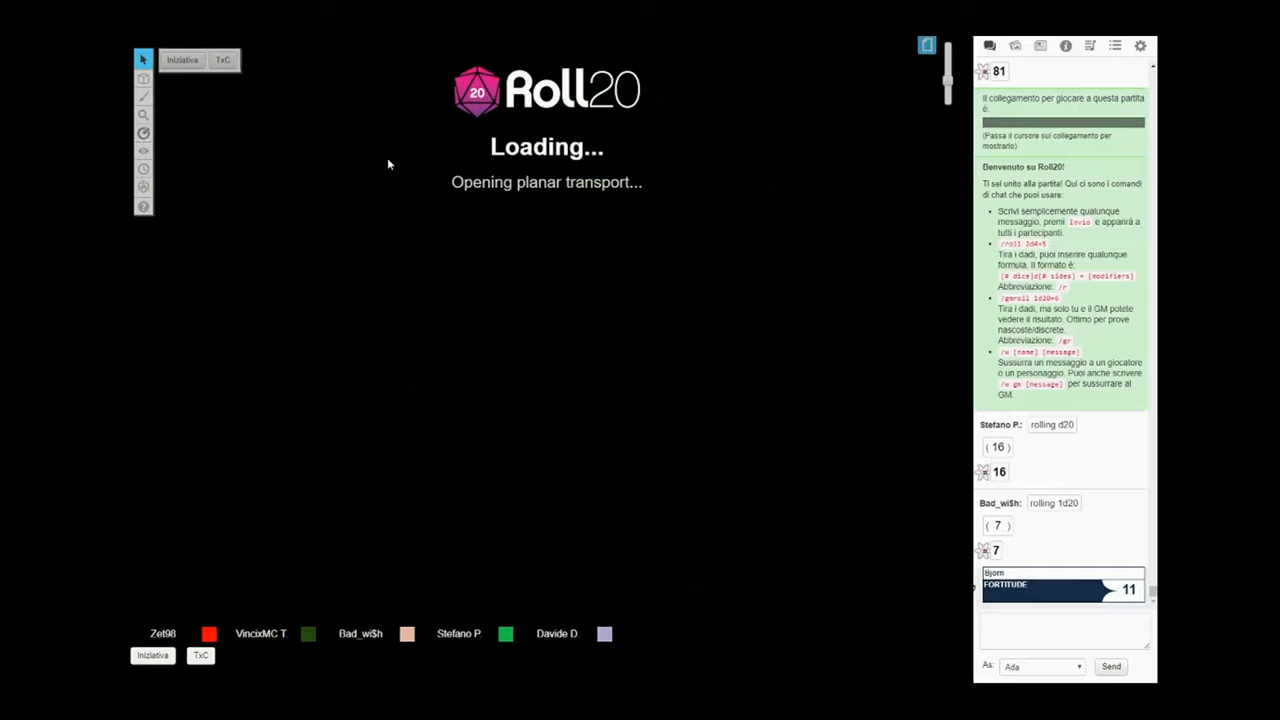 Iniziativa TxC
20 Roll20
Loading...
Opening planar transport...
Zet98 VincixMC T. Bad_wi$h Stefano P. Davide D.
Iniziativa TxC
81
Il collegamento per giocare a questa partita
è:
(Passa il cursore sul collegamento per
mostrarlo)
Benvenuto su Roll20!
Ti sei unito alla partita! Qui ci sono i comandi
di chat che puoi usare:
Scrivi semplicemente qualunque
messaggio, premi Invio e apparirà a
tutti i partecipanti.
/roll 2d4+5
Tira i dadi, puoi inserire qualunque
formula. Il formato è:
[# dice]d[# sides] + [modifiers]
Abbreviazione: /r
/gmroll 1d20+6
Tira i dadi, ma solo tu e il GM potete
vedere il risultato. Ottimo per prove
nascoste/discrete.
Abbreviazione: /gr
/w [name] [message]
Sussurra un messaggio a un giocatore
o un personaggio. Puoi anche scrivere
/w gm [message] per sussurrare al
GM.
Stefano P.: rolling d20
( 16 )
= 16
Bad_wi$h: rolling 1d20
( 7 )
= 7
Bjorn
FORTITUDE 11
As: Ada Send